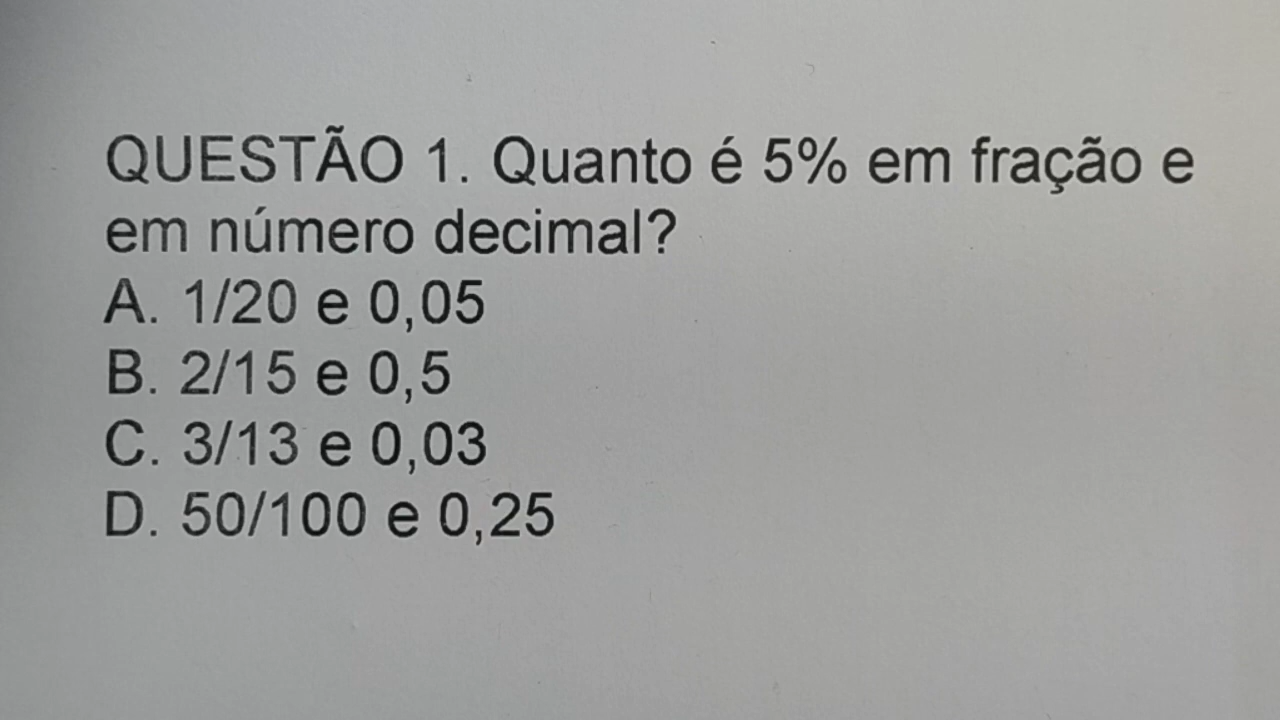 QUESTÃO 1. Quanto é 5% em fração e
em número decimal?
A. 1/20 e 0,05
B. 2/15 e 0,5
C. 3/13 e 0,03
D. 50/100 e 0,25